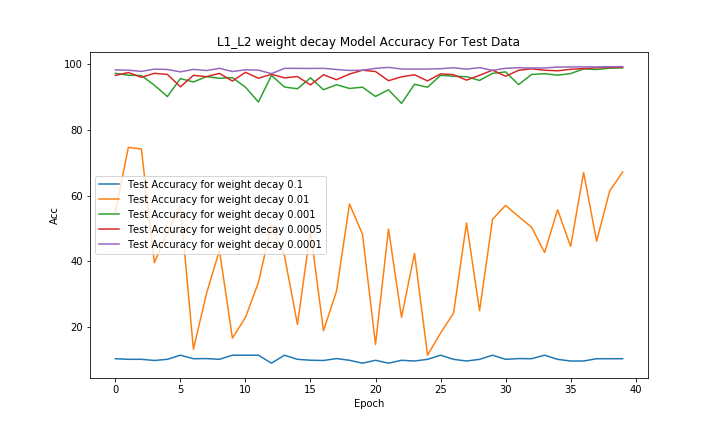 L1_L2 weight decay Model Accuracy For Test Data
100
80
60
40
20
Acc
Test Accuracy for weight decay 0.1
Test Accuracy for weight decay 0.01
Test Accuracy for weight decay 0.001
Test Accuracy for weight decay 0.0005
Test Accuracy for weight decay 0.0001
0 5 10 15 20 25 30 35 40
Epoch